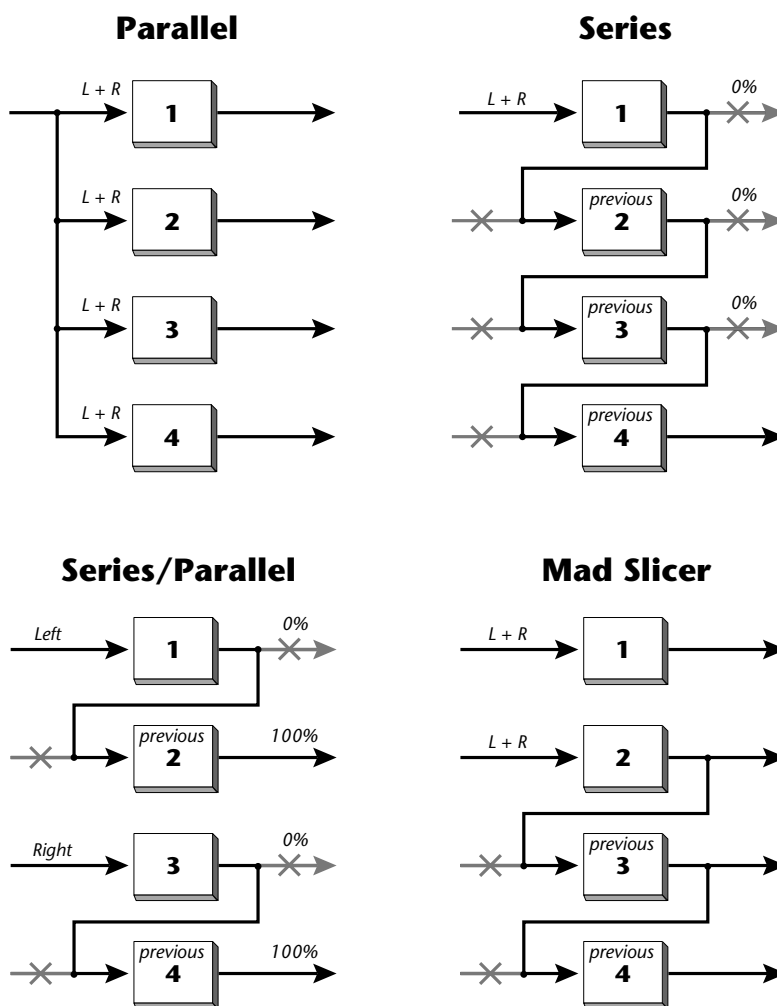 Parallel
L + R
1
L + R
2
L + R
3
L + R
4
Series
L + R
1
0%
previous
2
0%
previous
3
0%
previous
4
Series/Parallel
Left
1
0%
previous
2
100%
Right
3
0%
previous
4
100%
Mad Slicer
L + R
1
L + R
2
previous
3
previous
4